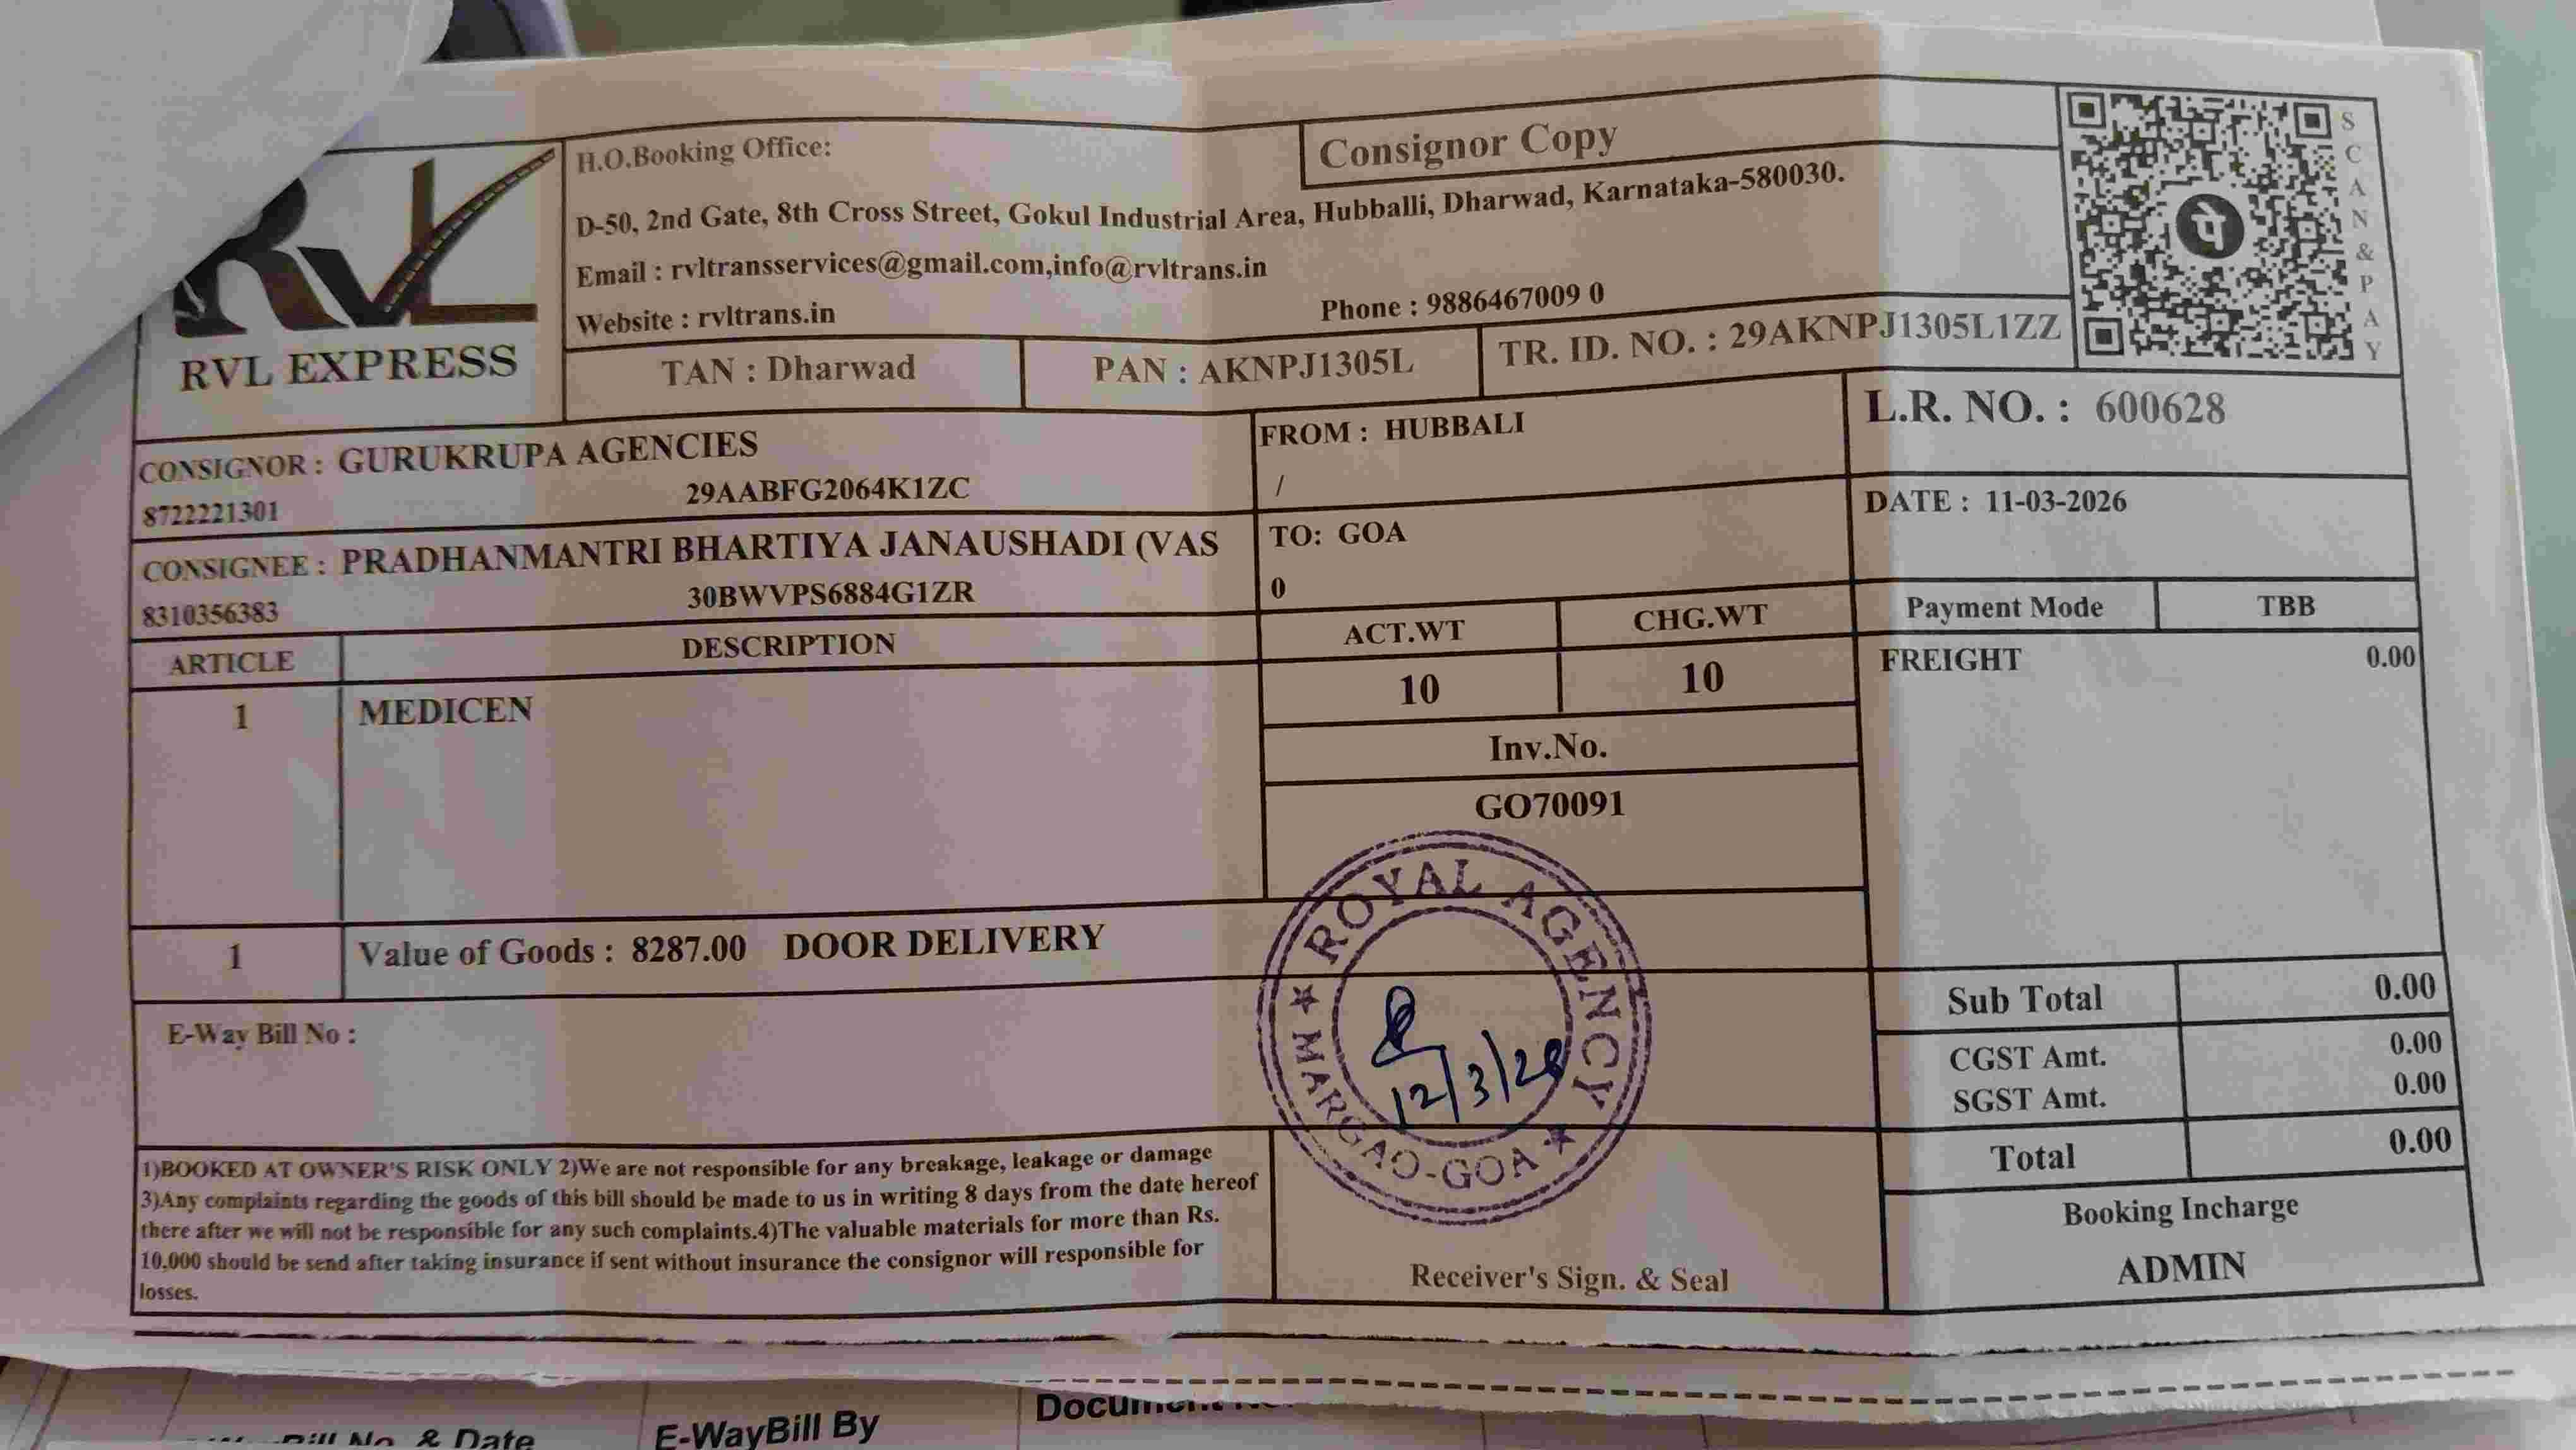 RVL
RVL EXPRESS
H.O.Booking Office:
Consignor Copy
D-50, 2nd Gate, 8th Cross Street, Gokul Industrial Area, Hubballi, Dharwad, Karnataka-580030.
Email : rvltransservices@gmail.com,info@rvltrans.in
Website : rvltrans.in
Phone : 9886467009 0
TAN : Dharwad
PAN : AKNPJ1305L
TR. ID. NO. : 29AKNPJ1305L1ZZ
पे
SCAN & PAY
CONSIGNOR : GURUKRUPA AGENCIES
8722221301 29AABFG2064K1ZC
CONSIGNEE : PRADHANMANTRI BHARTIYA JANAUSHADI (VAS
8310356383 30BWVPS6884G1ZR
FROM : HUBBALI
/
TO: GOA
0
L.R. NO. : 600628
DATE : 11-03-2026
Payment Mode TBB
ARTICLE DESCRIPTION
1 MEDICEN
ACT.WT CHG.WT
10 10
Inv.No.
GO70091
FREIGHT 0.00
1 Value of Goods : 8287.00 DOOR DELIVERY
E-Way Bill No :
ROYAL AGENCY
MARGAO-GOA
12/3/26
Sub Total 0.00
CGST Amt. 0.00
SGST Amt. 0.00
Total 0.00
1)BOOKED AT OWNER'S RISK ONLY 2)We are not responsible for any breakage, leakage or damage
3)Any complaints regarding the goods of this bill should be made to us in writing 8 days from the date hereof
there after we will not be responsible for any such complaints.4)The valuable materials for more than Rs.
10,000 should be send after taking insurance if sent without insurance the consignor will responsible for
losses.
Receiver's Sign. & Seal
Booking Incharge
ADMIN
Bill No. & Date
E-WayBill By
Document